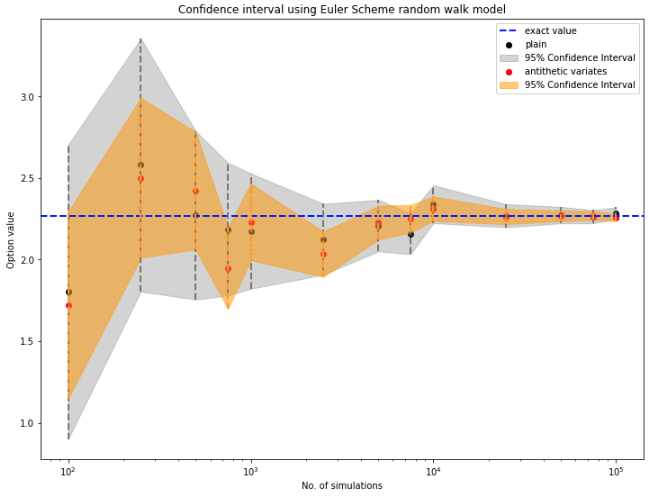 Confidence interval using Euler Scheme random walk model
exact value
plain
95% Confidence Interval
antithetic variates
95% Confidence Interval
Option value
3.0
2.5
2.0
1.5
1.0
10²
10³
10⁴
10⁵
No. of simulations